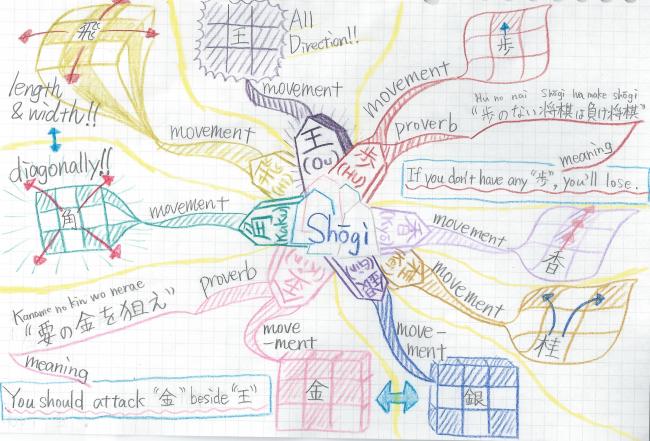 飛
length
& width!!
movement
飛
(Hi)
王
All
Direction!!
movement
王
(Ou)
歩
movement
歩
(Hu)
proverb
Hu no nai Shōgi ha make shōgi
"歩のない将棋は負け将棋"
meaning
If you don't have any "歩", you'll lose.
diagonally!!
角
movement
角
Kaku
Shōgi
香
movement
香
桂
movement
桂
金
(Kin)
proverb
Kaname no kin wo nerae
"要の金を狙え"
meaning
You should attack "金" beside "王"
move
-ment
金
銀
(Gin)
move-
ment
銀